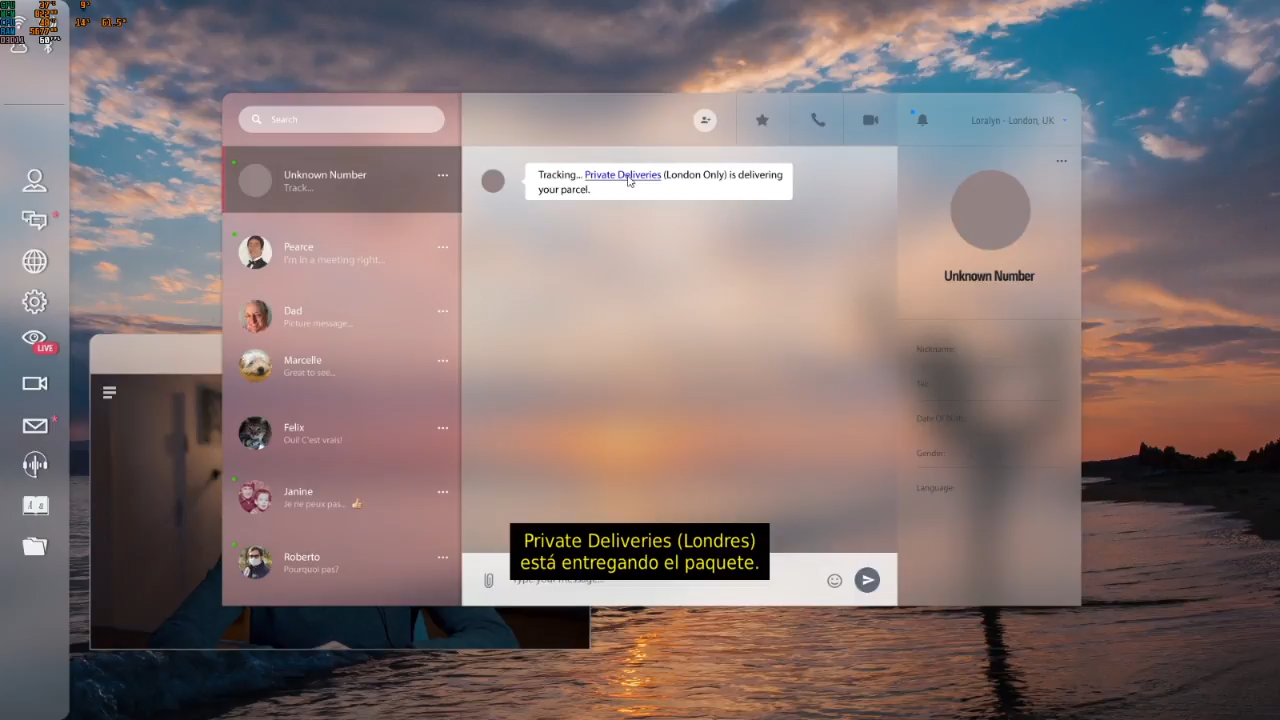 Search
Loralyn - London, UK
Unknown Number
Track...
Tracking... Private Deliveries (London Only) is delivering
your parcel.
Pearce
I'm in a meeting right...
Unknown Number
Dad
Picture message...
Nickname:
LIVE
Marcelle
Great to see...
Tel:
Date Of Birth:
Felix
Oui! C'est vrais!
Gender:
Language:
Janine
Je ne peux pas...
Private Deliveries (Londres)
está entregando el paquete.
Roberto
Pourquoi pas?